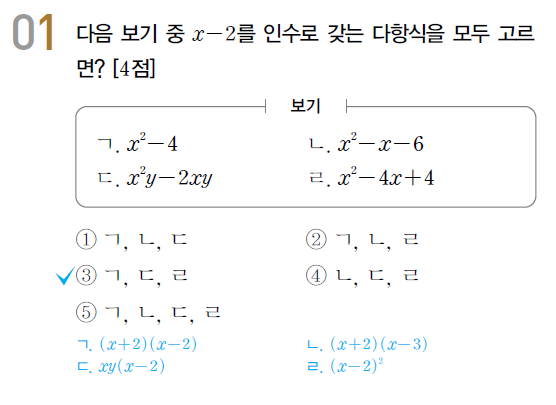 01 다음 보기 중 x-2를 인수로 갖는 다항식을 모두 고르
면? [4점]
보기
ㄱ. x²-4 ㄴ. x²-x-6
ㄷ. x²y-2xy ㄹ. x²-4x+4
① ㄱ, ㄴ, ㄷ ② ㄱ, ㄴ, ㄹ
③ ㄱ, ㄷ, ㄹ ④ ㄴ, ㄷ, ㄹ
⑤ ㄱ, ㄴ, ㄷ, ㄹ
ㄱ. (x+2)(x-2) ㄴ. (x+2)(x-3)
ㄷ. xy(x-2) ㄹ. (x-2)²